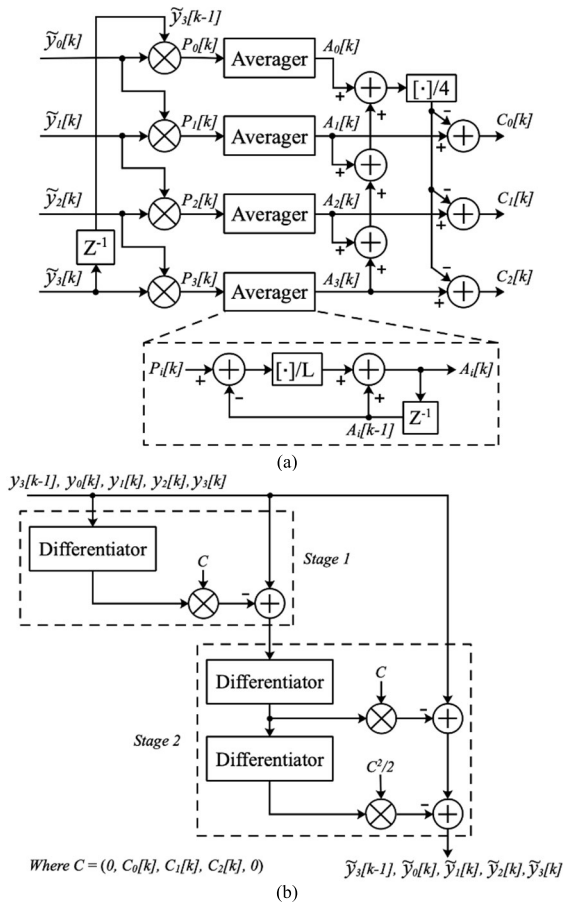 ỹ3[k-1]
ỹ0[k] P0[k] Averager A0[k]
+ + [·]/4 -
ỹ1[k] P1[k] Averager A1[k] + C0[k]
+ + -
ỹ2[k] P2[k] Averager A2[k] + C1[k]
Z-1 + + -
ỹ3[k] P3[k] Averager A3[k] + C2[k]
Pi[k] + - [·]/L + + Ai[k]
Z-1
Ai[k-1]
(a)
y3[k-1], y0[k], y1[k], y2[k], y3[k]
Differentiator
C
Stage 1
-
Differentiator
C
-
Stage 2
Differentiator
C2/2
-
Where C = (0, C0[k], C1[k], C2[k], 0)
ỹ3[k-1], ỹ0[k], ỹ1[k], ỹ2[k], ỹ3[k]
(b)